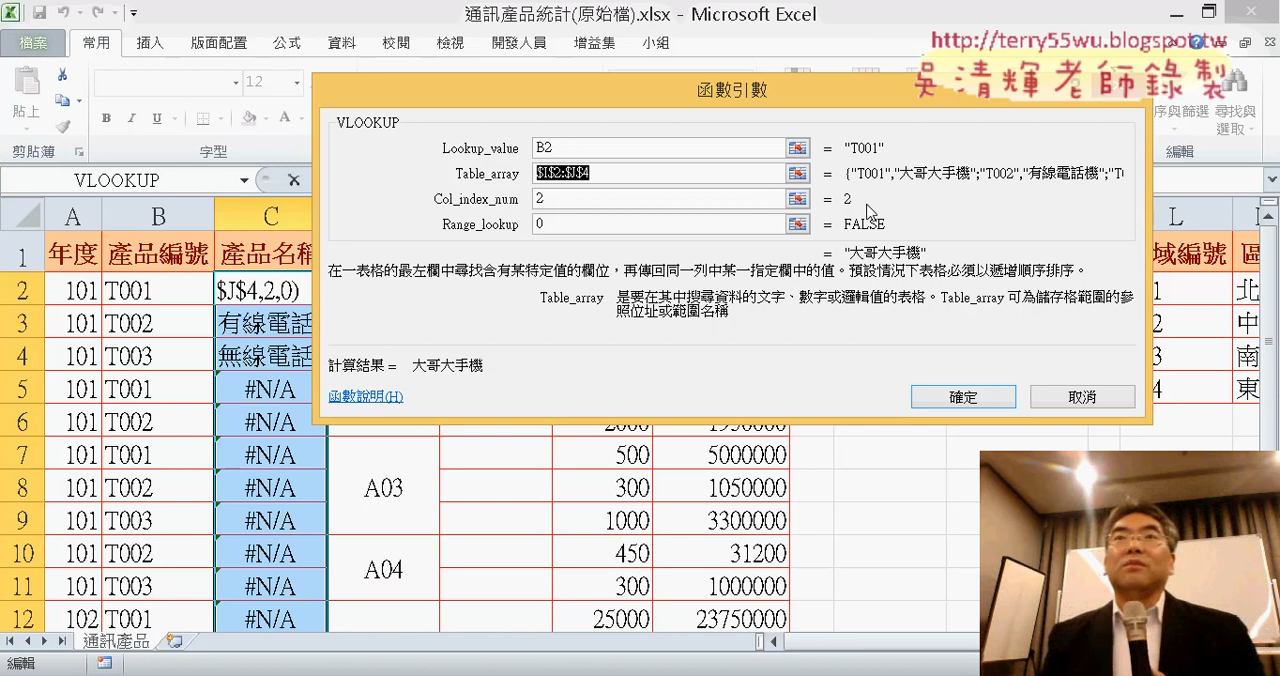 通訊產品統計(原始檔).xlsx - Microsoft Excel
檔案 常用 插入 版面配置 公式 資料 校閱 檢視 開發人員 增益集 小組
http://terry55wu.blogspot.tw
吳清輝老師錄製
貼上 12 B I U A 序與篩選 尋找與
選取
剪貼簿 字型 編輯
VLOOKUP
函數引數
VLOOKUP
Lookup_value B2 = "T001"
Table_array $I$2:$J$4 = {"T001","大哥大手機";"T002","有線電話機";"T
Col_index_num 2 = 2
Range_lookup 0 = FALSE
= "大哥大手機"
在一表格的最左欄中尋找含有某特定值的欄位，再傳回同一列中某一指定欄中的值。預設情況下表格必須以遞增順序排序。
Table_array 是要在其中搜尋資料的文字、數字或邏輯值的表格。Table_array 可為儲存格範圍的參
照位址或範圍名稱
計算結果 = 大哥大手機
函數說明(H) 確定 取消
A B C L
1 年度 產品編號 產品名稱 域編號 區
2 101 T001 $J$4,2,0) 1 北
3 101 T002 有線電話 2 中
4 101 T003 無線電話 3 南
5 101 T001 #N/A 4 東
6 101 T002 #N/A
7 101 T001 #N/A 500 5000000
8 101 T002 #N/A A03 300 1050000
9 101 T003 #N/A 1000 3300000
10 101 T002 #N/A A04 450 31200
11 101 T003 #N/A 300 1000000
12 102 T001 #N/A 25000 23750000
通訊產品
編輯